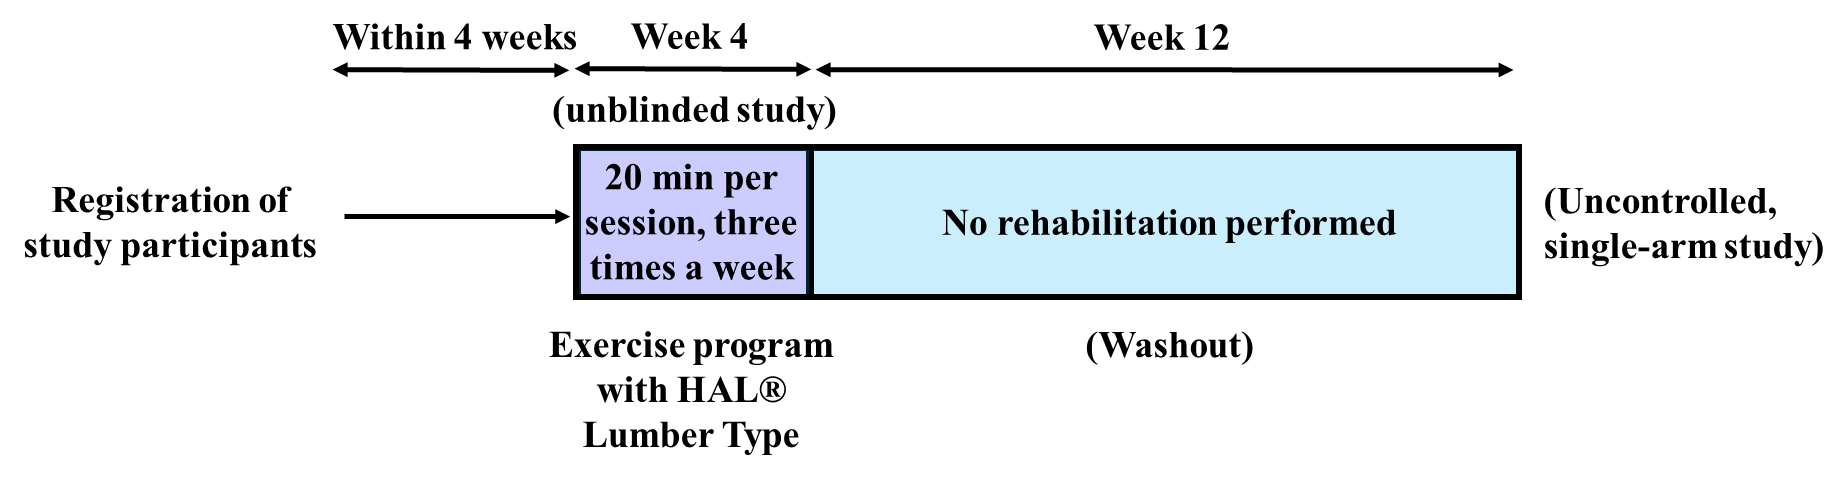 Within 4 weeks
Week 4
Week 12
(unblinded study)
Registration of
study participants
20 min per
session, three
times a week
No rehabilitation performed
(Uncontrolled,
single-arm study)
Exercise program
with HAL®
Lumber Type
(Washout)